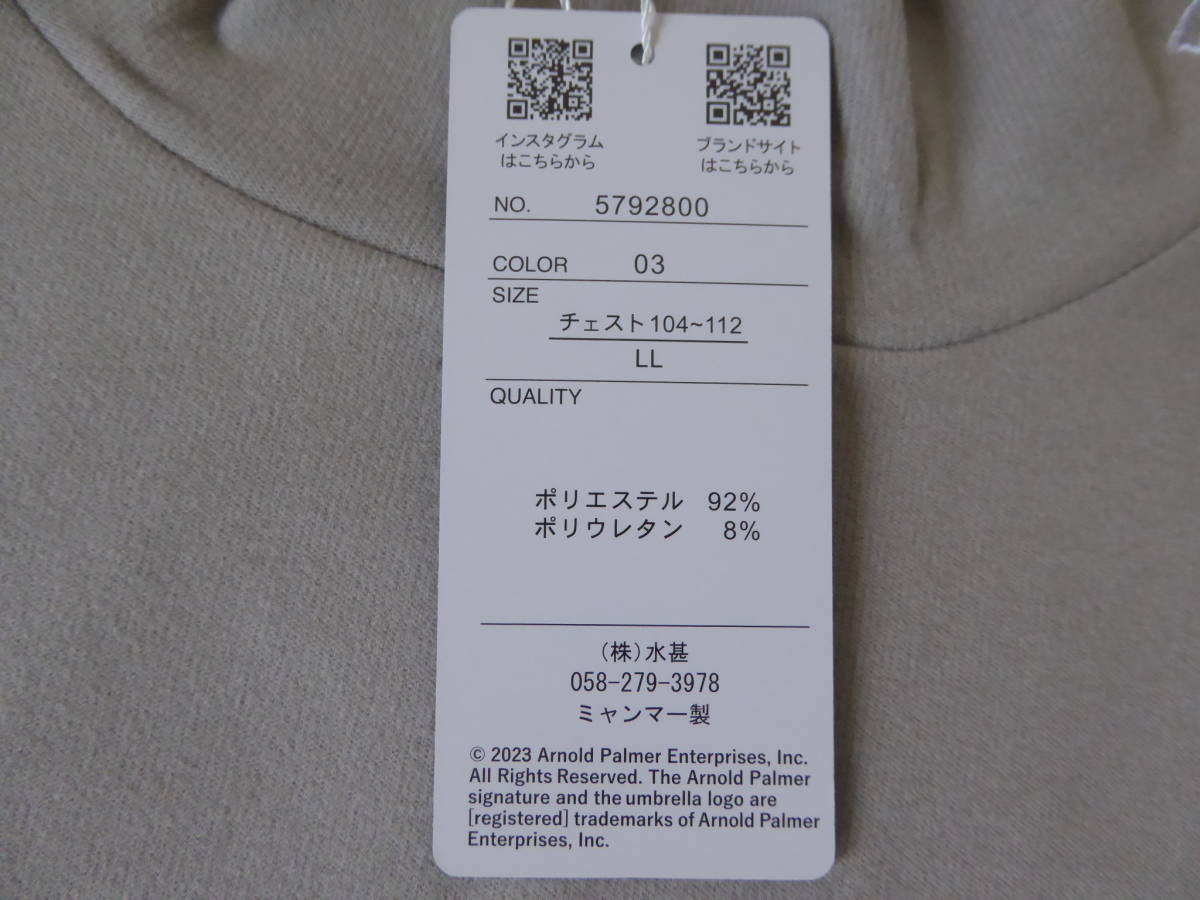 インスタグラム
はこちらから
ブランドサイト
はこちらから
NO. 5792800
COLOR 03
SIZE
チェスト104~112
LL
QUALITY
ポリエステル 92%
ポリウレタン 8%
(株)水甚
058-279-3978
ミャンマー製
© 2023 Arnold Palmer Enterprises, Inc.
All Rights Reserved. The Arnold Palmer
signature and the umbrella logo are
[registered] trademarks of Arnold Palmer
Enterprises, Inc.